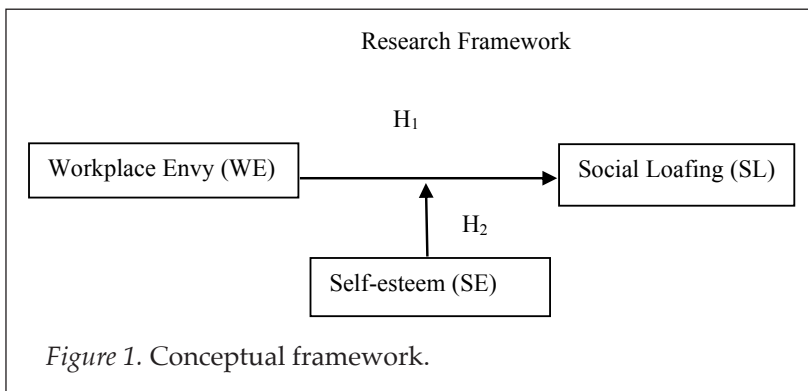 Research Framework
H₁
Workplace Envy (WE)
Social Loafing (SL)
H₂
Self-esteem (SE)
Figure 1. Conceptual framework.